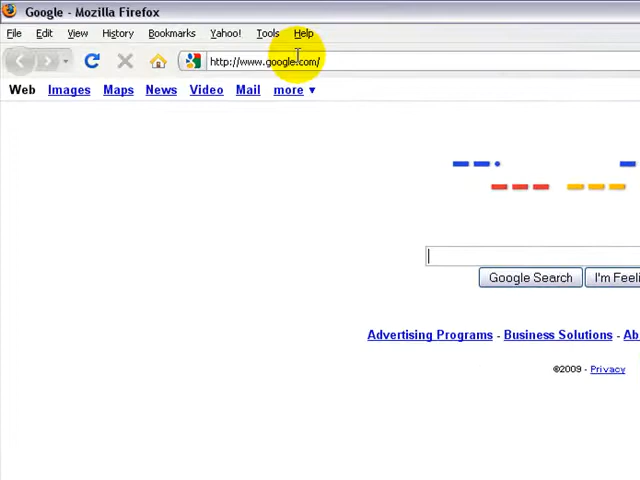 Google - Mozilla Firefox
File Edit View History Bookmarks Yahoo! Tools Help
http://www.google.com/
Web Images Maps News Video Mail more ▼
Google Search I'm Feeli
Advertising Programs - Business Solutions - Ab
©2009 - Privacy